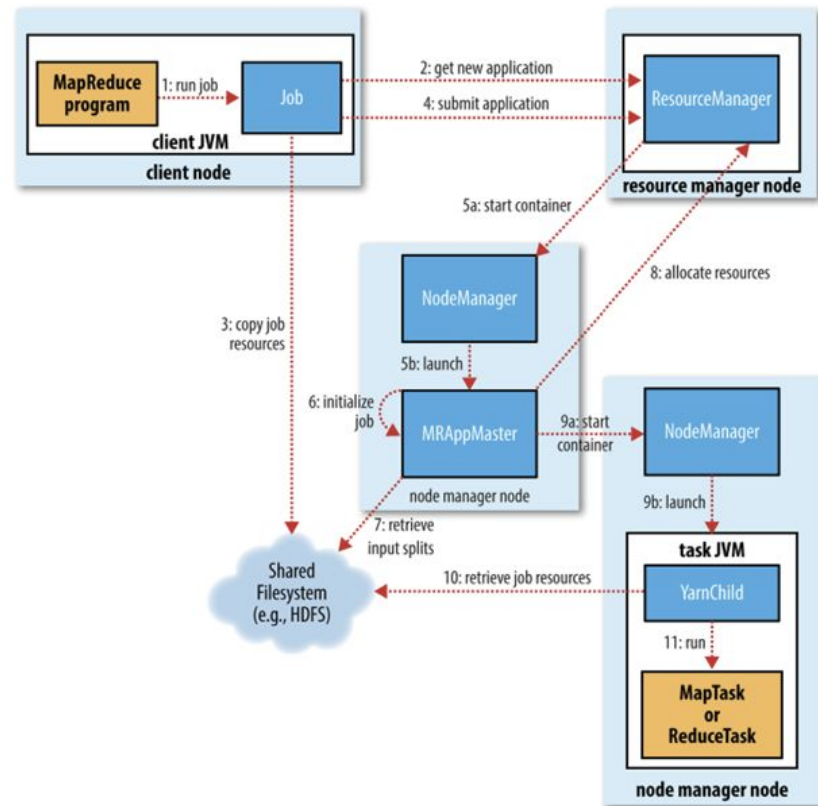 MapReduce
program
1: run job
Job
client JVM
client node
2: get new application
4: submit application
ResourceManager
resource manager node
5a: start container
8: allocate resources
3: copy job
resources
NodeManager
5b: launch
6: initialize
job
MRAppMaster
node manager node
9a: start
container
NodeManager
9b: launch
7: retrieve
input splits
Shared
Filesystem
(e.g., HDFS)
10: retrieve job resources
task JVM
YarnChild
11: run
MapTask
or
ReduceTask
node manager node